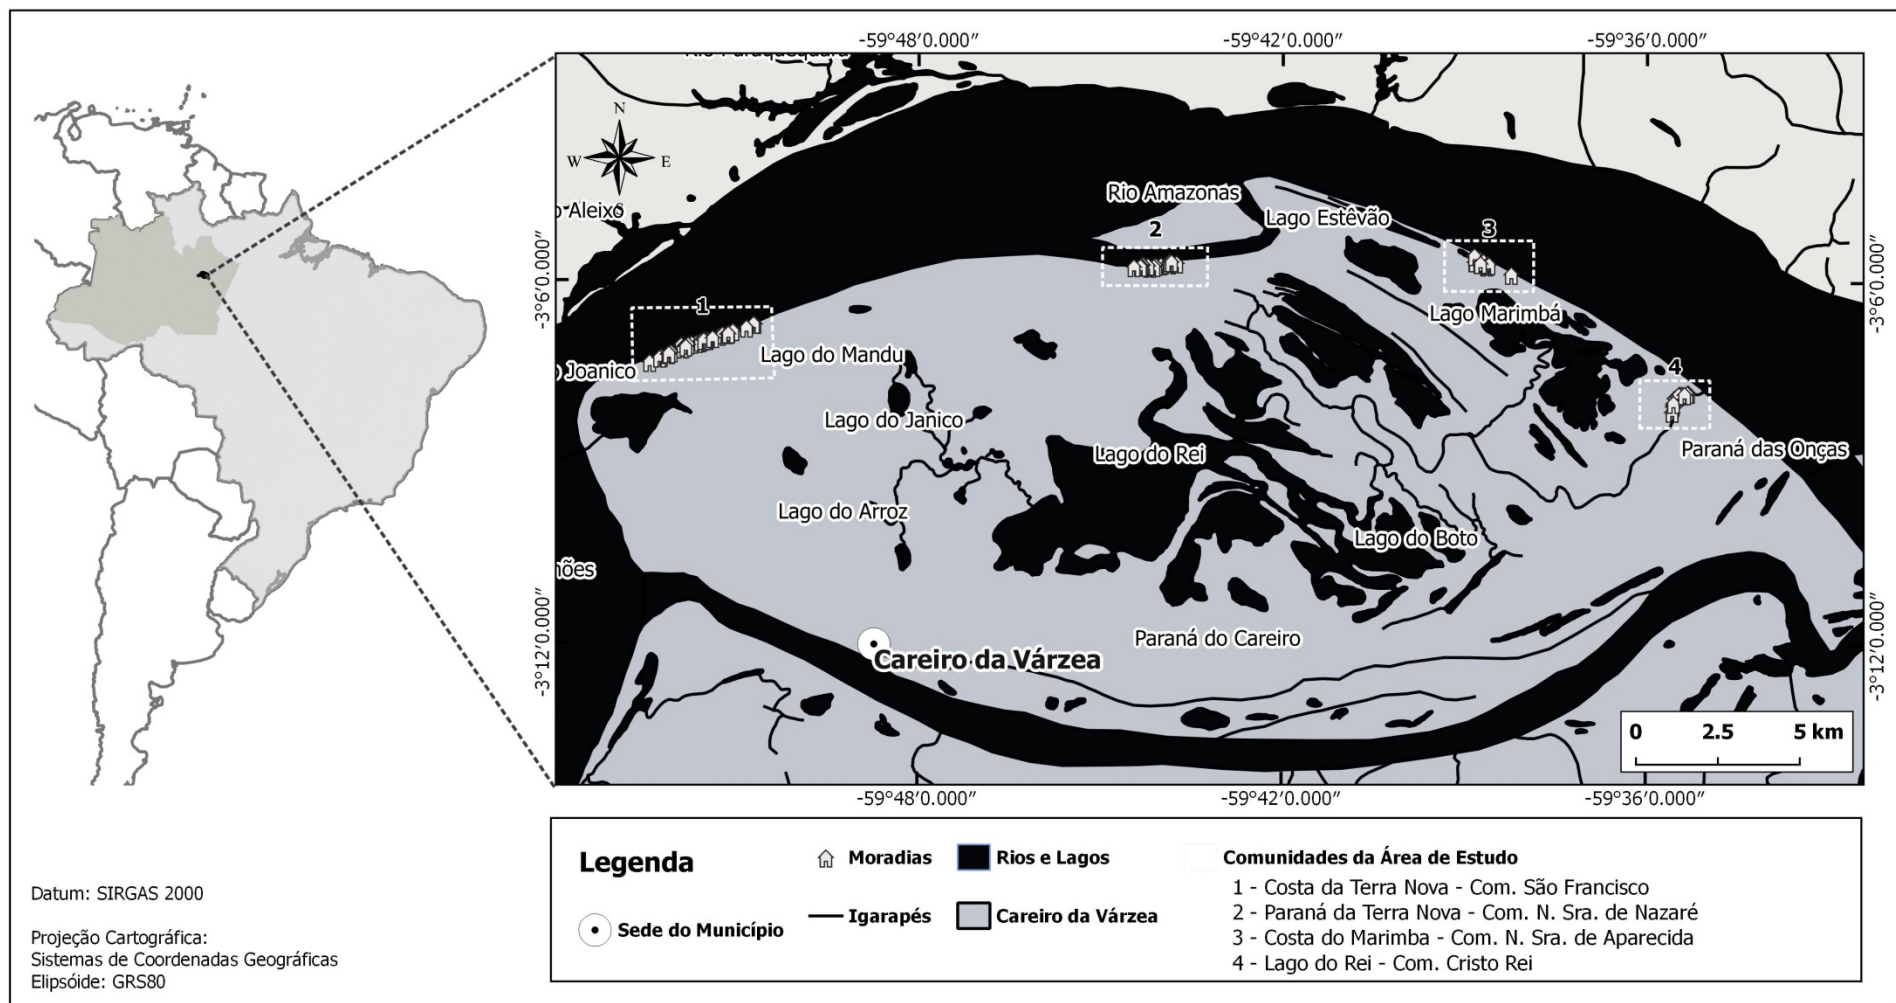 -59°48'0.000"
-59°42'0.000"
-59°36'0.000"
N
W
E
S
Aleixo
Rio Amazonas
Lago Estêvão
-3°6'0.000"
-3°6'0.000"
1
2
3
4
Lago Marimbá
Joanico
Lago do Mandu
Lago do Janico
Lago do Rei
Paraná das Onças
Lago do Arroz
Lago do Boto
ões
-3°12'0.000"
-3°12'0.000"
Paraná do Careiro
Careiro da Várzea
0 2.5 5 km
-59°48'0.000"
-59°42'0.000"
-59°36'0.000"
Legenda
Moradias
Rios e Lagos
Sede do Município
Igarapés
Careiro da Várzea
Comunidades da Área de Estudo
1 - Costa da Terra Nova - Com. São Francisco
2 - Paraná da Terra Nova - Com. N. Sra. de Nazaré
3 - Costa do Marimba - Com. N. Sra. de Aparecida
4 - Lago do Rei - Com. Cristo Rei
Datum: SIRGAS 2000
Projeção Cartográfica:
Sistemas de Coordenadas Geográficas
Elipsóide: GRS80